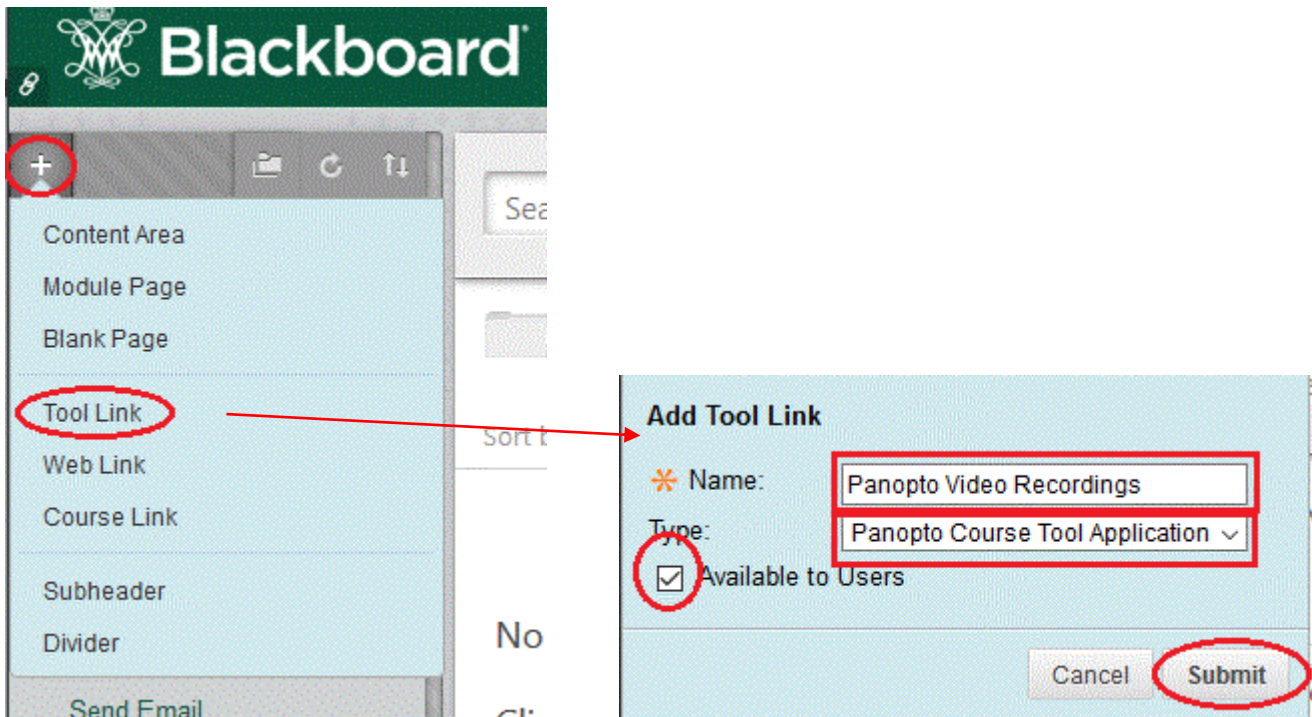 Blackboard
+
Sea
Content Area
Module Page
Blank Page
Tool Link
Sort b
Web Link
Course Link
Subheader
Divider
No
Send Email
Add Tool Link
* Name: Panopto Video Recordings
Type: Panopto Course Tool Application
Available to Users
Cancel Submit